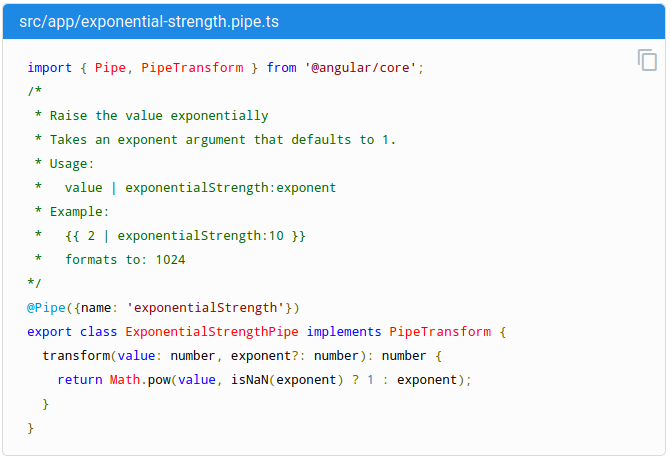 src/app/exponential-strength.pipe.ts
import { Pipe, PipeTransform } from '@angular/core';
/*
 * Raise the value exponentially
 * Takes an exponent argument that defaults to 1.
 * Usage:
 *   value | exponentialStrength:exponent
 * Example:
 *   {{ 2 | exponentialStrength:10 }}
 *   formats to: 1024
*/
@Pipe({name: 'exponentialStrength'})
export class ExponentialStrengthPipe implements PipeTransform {
  transform(value: number, exponent?: number): number {
    return Math.pow(value, isNaN(exponent) ? 1 : exponent);
  }
}